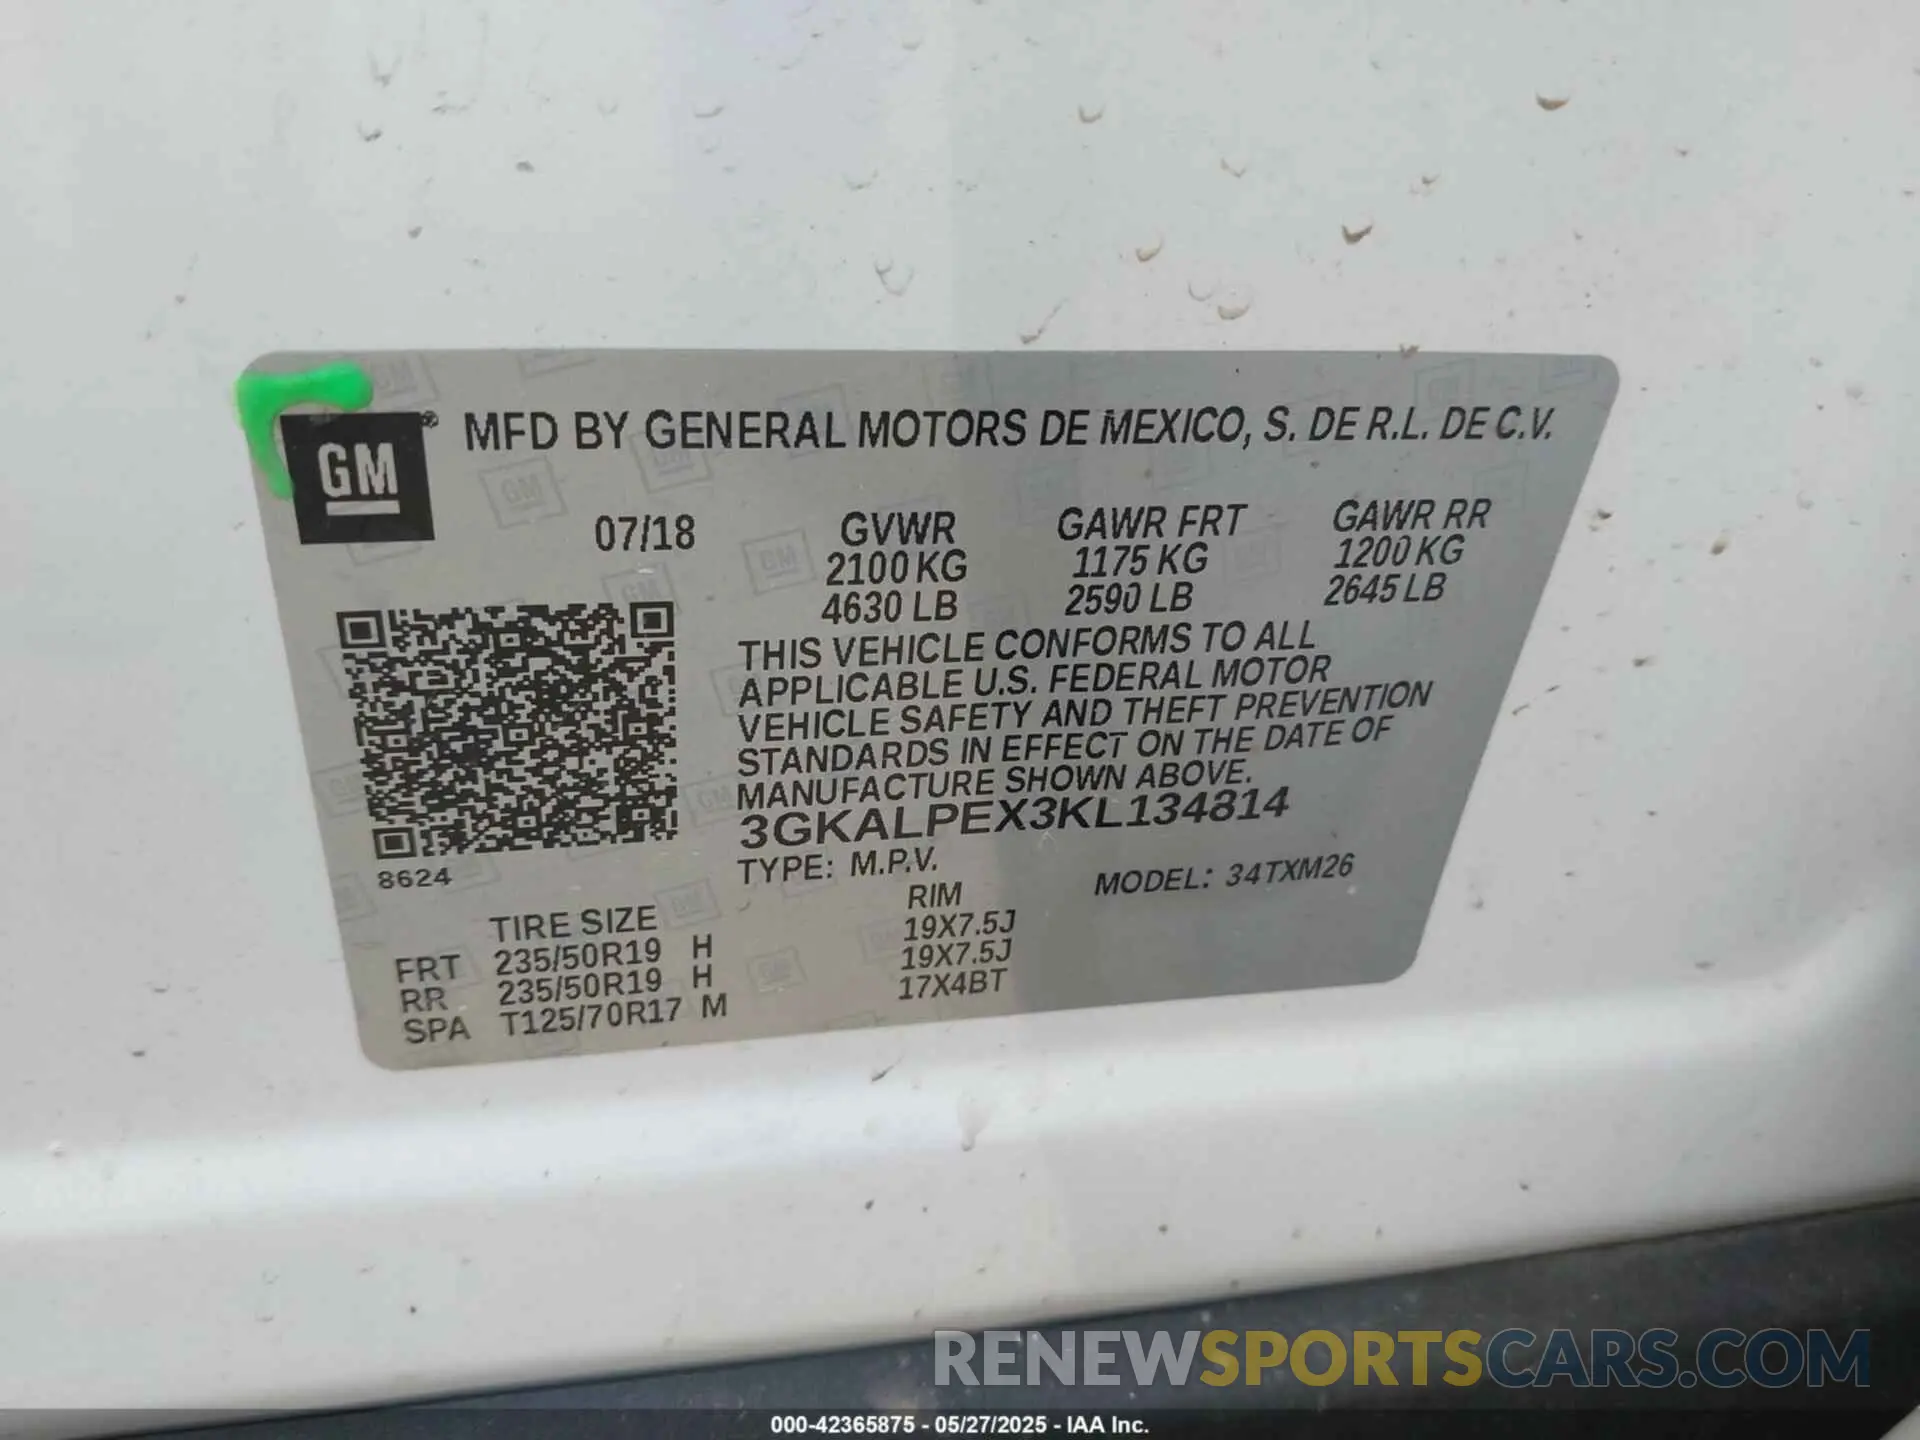 GM® MFD BY GENERAL MOTORS DE MEXICO, S. DE R.L. DE C.V.
07/18 GVWR GAWR FRT GAWR RR
2100 KG 1175 KG 1200 KG
4630 LB 2590 LB 2645 LB
THIS VEHICLE CONFORMS TO ALL
APPLICABLE U.S. FEDERAL MOTOR
VEHICLE SAFETY AND THEFT PREVENTION
STANDARDS IN EFFECT ON THE DATE OF
MANUFACTURE SHOWN ABOVE.
3GKALPEX3KL134814
8624
TYPE: M.P.V. MODEL: 34TXM26
TIRE SIZE RIM
FRT 235/50R19 H 19X7.5J
RR 235/50R19 H 19X7.5J
SPA T125/70R17 M 17X4BT
RENEWSPORTSCARS.COM
000-42365875 - 05/27/2025 - IAA Inc.